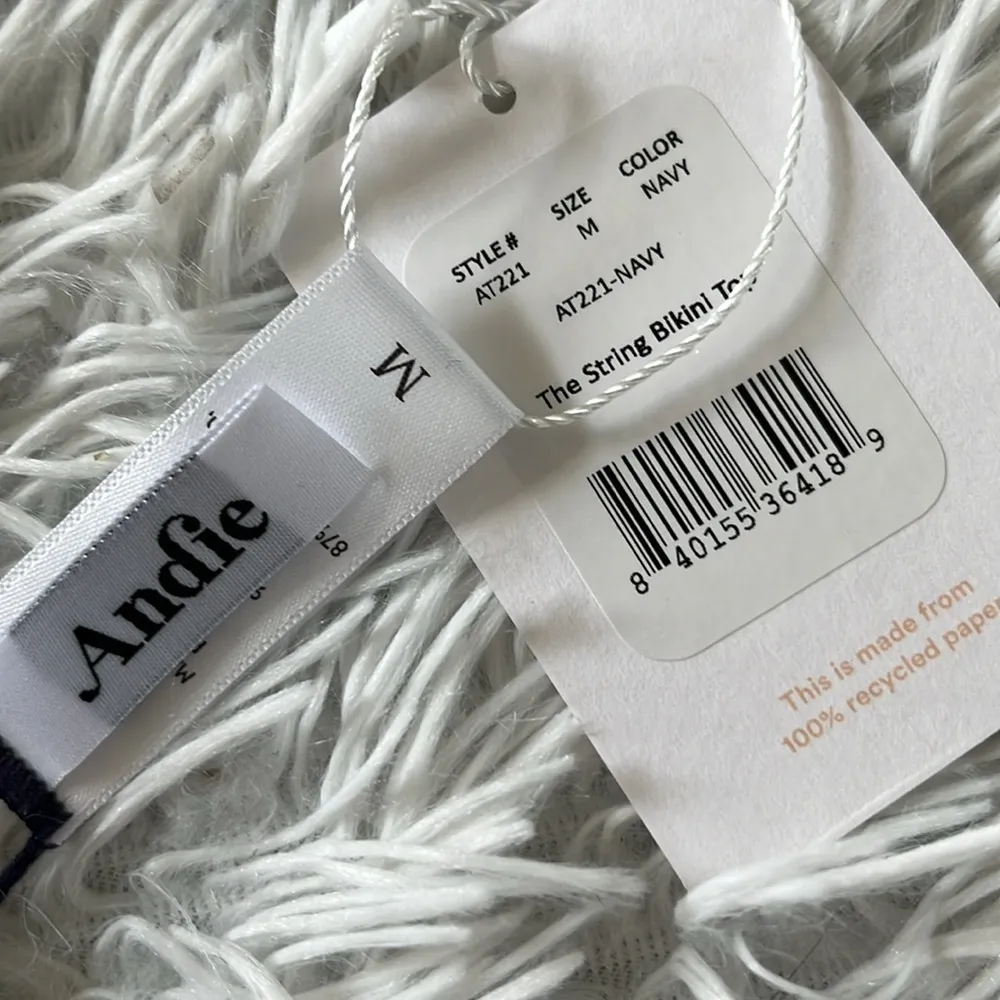 STYLE # SIZE COLOR
AT221 M NAVY
AT221-NAVY
The String Bikini
8 40155 36418 9
This is made from
100% recycled paper
M
Andie
87%